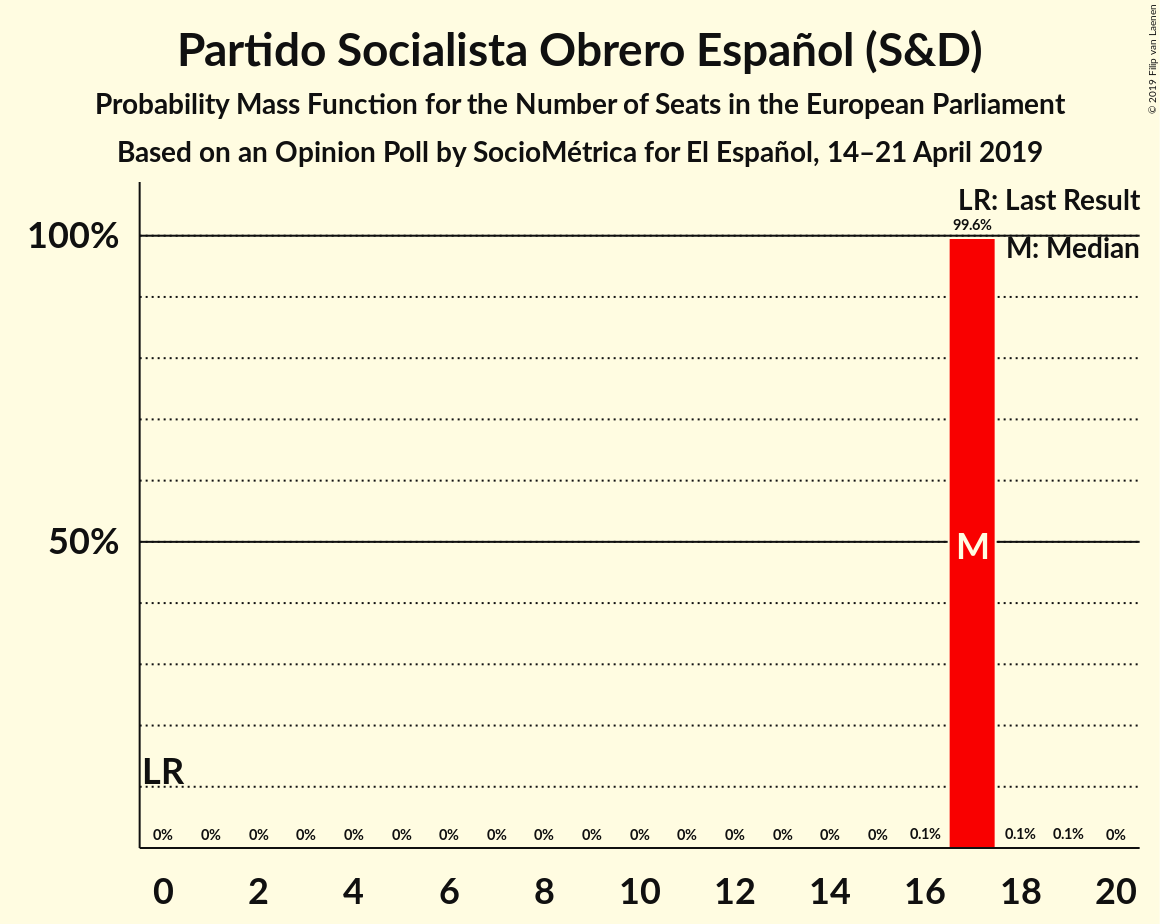 Partido Socialista Obrero Español (S&D)
Probability Mass Function for the Number of Seats in the European Parliament
Based on an Opinion Poll by SocioMétrica for El Español, 14–21 April 2019
© 2019 Filip van Laenen
LR: Last Result
M: Median
100%
50%
99.6%
M
LR
0% 0% 0% 0% 0% 0% 0% 0% 0% 0% 0% 0% 0% 0% 0% 0% 0.1% 0.1% 0.1% 0%
0 2 4 6 8 10 12 14 16 18 20